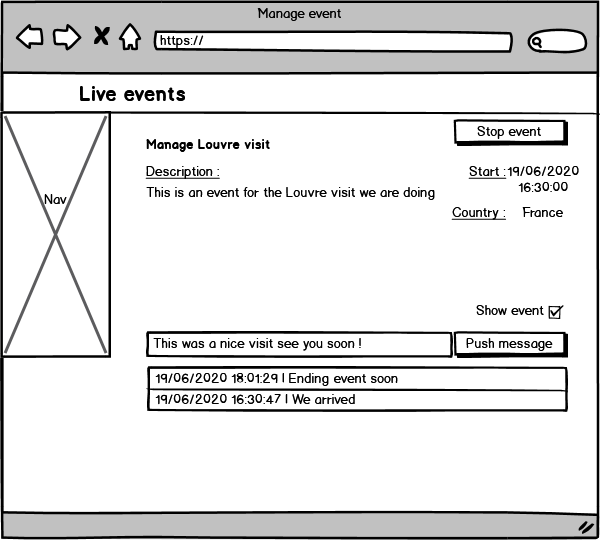 Manage event
https://
Live events
Nav
Stop event
Manage Louvre visit
Description :
Start : 19/06/2020
16:30:00
This is an event for the Louvre visit we are doing
Country : France
Show event
This was a nice visit see you soon !
Push message
19/06/2020 18:01:29 | Ending event soon
19/06/2020 16:30:47 | We arrived